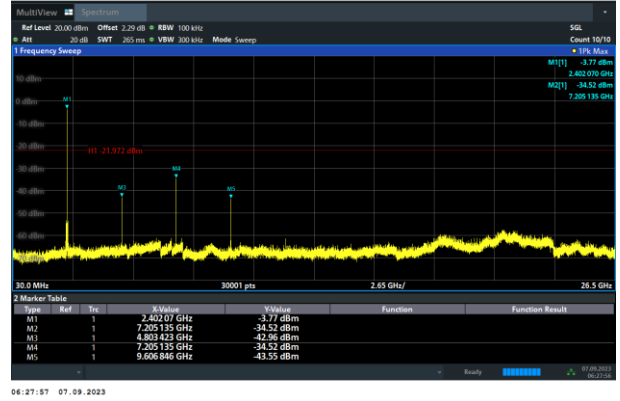 MultiView Spectrum
Ref Level 20.00 dBm Offset 2.29 dB RBW 100 kHz SGL
Att 20 dB SWT 265 ms VBW 300 kHz Mode Sweep Count 10/10
1 Frequency Sweep 1Pk Max
M1[1] -3.77 dBm
2.402 070 GHz
M2[1] -34.52 dBm
7.205 135 GHz
10 dBm
0 dBm
M1
-10 dBm
-20 dBm
H1 -21.972 dBm
-30 dBm
M4
-40 dBm
M3
M5
-50 dBm
-60 dBm
30.0 MHz 30001 pts 2.65 GHz/ 26.5 GHz
2 Marker Table
Type Ref Trc X-Value Y-Value Function Function Result
M1 1 2.402 07 GHz -3.77 dBm
M2 1 7.205 135 GHz -34.52 dBm
M3 1 4.803 423 GHz -42.96 dBm
M4 1 7.205 135 GHz -34.52 dBm
M5 1 9.606 846 GHz -43.55 dBm
Ready 07.09.2023
06:27:56
06:27:57 07.09.2023